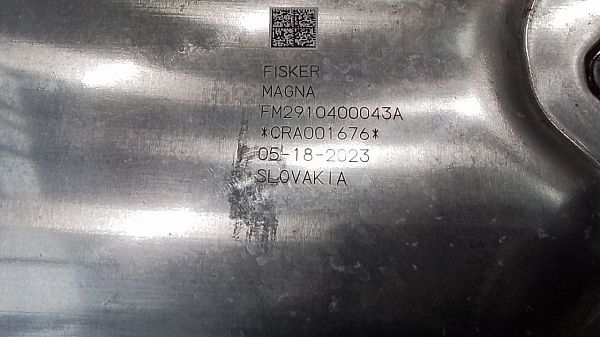 FISKER
MAGNA
FM2910400043A
*CRA001676*
05-18-2023
SLOVAKIA